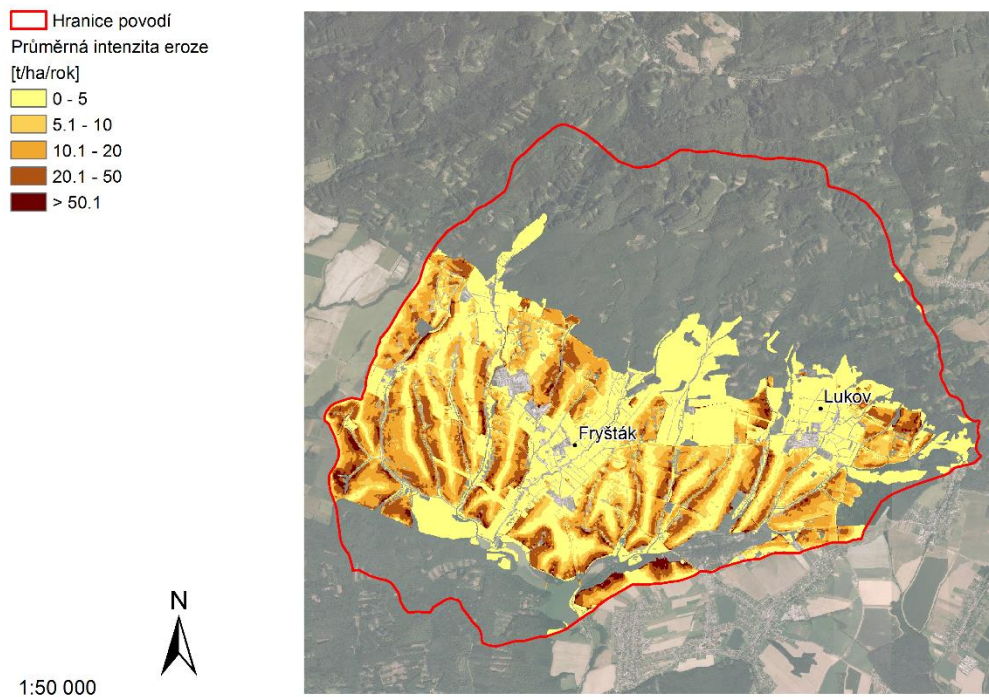 Hranice povodí
Průměrná intenzita eroze
[t/ha/rok]
0 - 5
5.1 - 10
10.1 - 20
20.1 - 50
> 50.1
Lukov
Fryšták
N
1:50 000